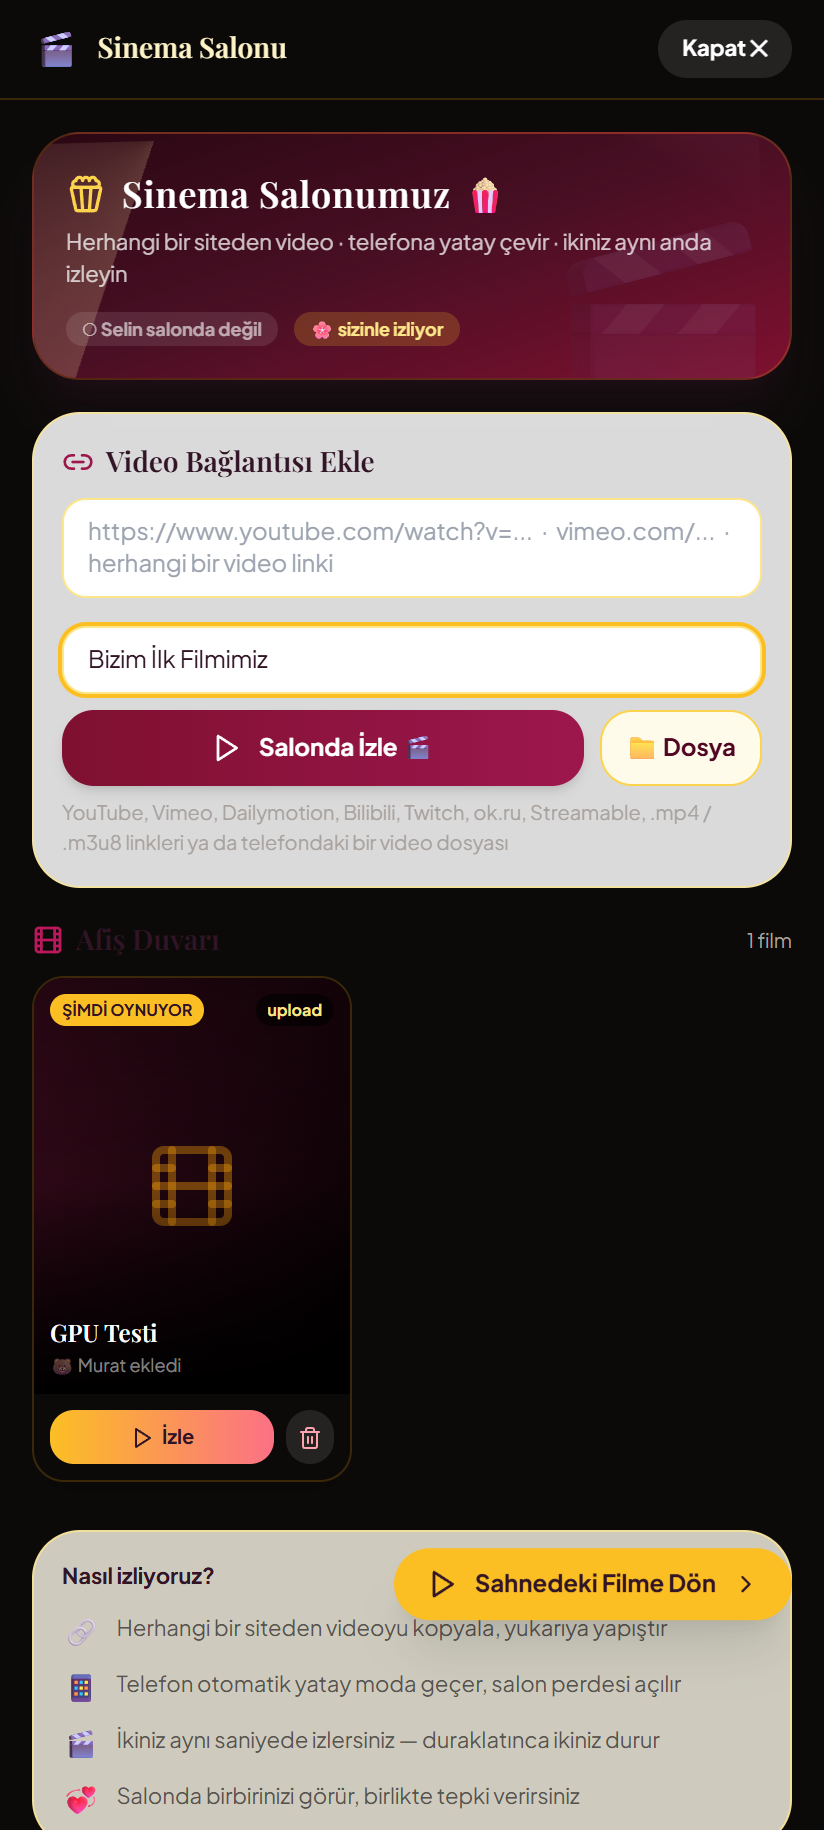 Sinema Salonu
Kapat
Sinema Salonumuz
Herhangi bir siteden video · telefona yatay çevir · ikiniz aynı anda
izleyin
Selin salonda değil
sizinle izliyor
Video Bağlantısı Ekle
https://www.youtube.com/watch?v=... · vimeo.com/... ·
herhangi bir video linki
Bizim İlk Filmimiz
Salonda İzle
Dosya
YouTube, Vimeo, Dailymotion, Bilibili, Twitch, ok.ru, Streamable, .mp4 /
.m3u8 linkleri ya da telefondaki bir video dosyası
Afiş Duvarı
1 film
ŞİMDİ OYNUYOR
upload
GPU Testi
Murat ekledi
İzle
Nasıl izliyoruz?
Sahnedeki Filme Dön
Herhangi bir siteden videoyu kopyala, yukarıya yapıştır
Telefon otomatik yatay moda geçer, salon perdesi açılır
İkiniz aynı saniyede izlersiniz — duraklatınca ikiniz durur
Salonda birbirinizi görür, birlikte tepki verirsiniz